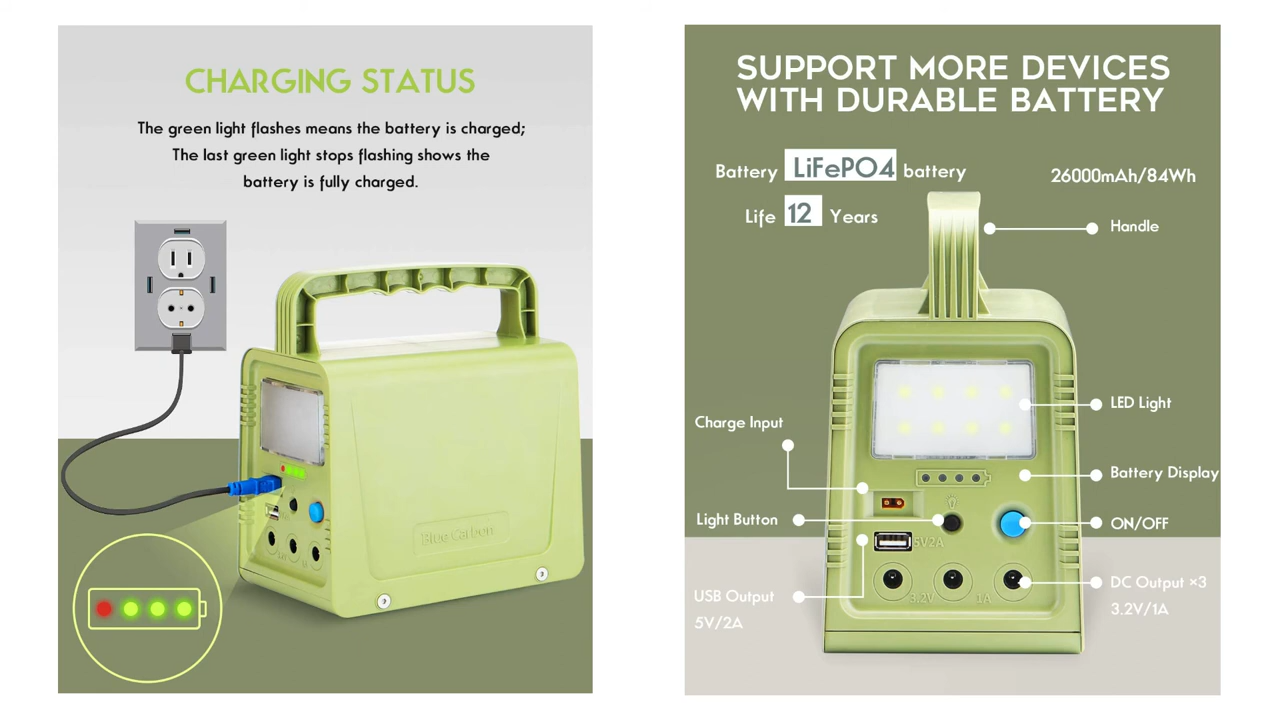 CHARGING STATUS
The green light flashes means the battery is charged;
The last green light stops flashing shows the
battery is fully charged.
Blue Carbon
SUPPORT MORE DEVICES
WITH DURABLE BATTERY
Battery LiFePO4 battery
26000mAh/84Wh
Life 12 Years
Handle
LED Light
Charge Input
Battery Display
Light Button
ON/OFF
5V2A
USB Output
5V/2A
DC Output ×3
3.2V/1A
3.2V 1A